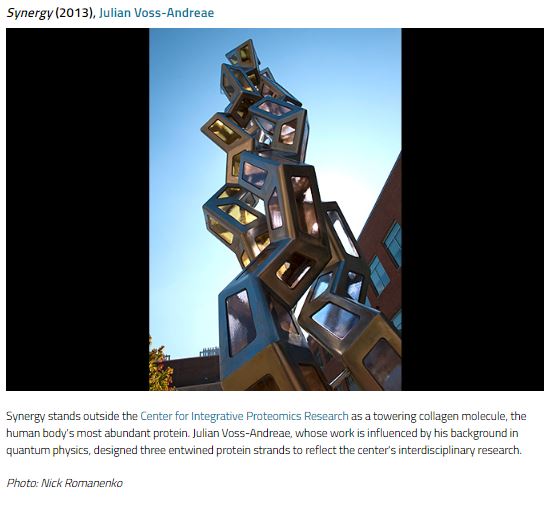 Synergy (2013), Julian Voss-Andreae
Synergy stands outside the Center for Integrative Proteomics Research as a towering collagen molecule, the
human body's most abundant protein. Julian Voss-Andreae, whose work is influenced by his background in
quantum physics, designed three entwined protein strands to reflect the center's interdisciplinary research.
Photo: Nick Romanenko